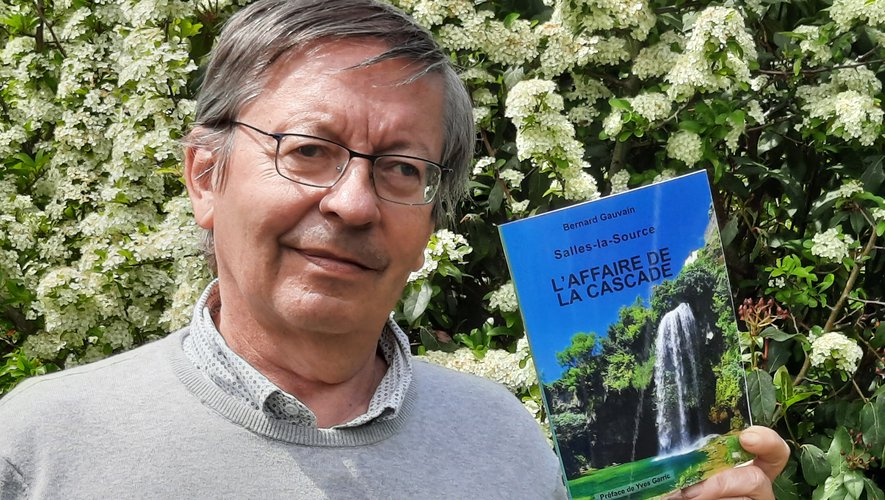 Bernard Gauvain
Salles-la-Source
L'AFFAIRE DE
LA CASCADE
Préface de Yves Garric